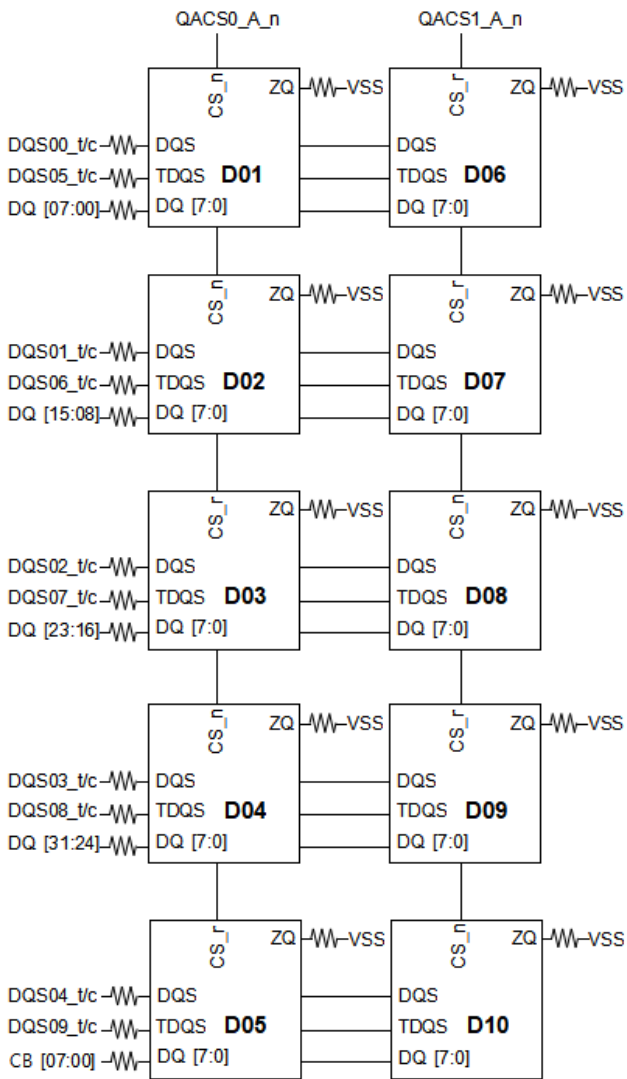 QACS0_A_n QACS1_A_n
CS_n ZQ VSS CS_r ZQ VSS
DQS00_t/c DQS DQS
DQS05_t/c TDQS D01 TDQS D06
DQ [07:00] DQ [7:0] DQ [7:0]
CS_n ZQ VSS CS_r ZQ VSS
DQS01_t/c DQS DQS
DQS06_t/c TDQS D02 TDQS D07
DQ [15:08] DQ [7:0] DQ [7:0]
CS_r ZQ VSS CS_n ZQ VSS
DQS02_t/c DQS DQS
DQS07_t/c TDQS D03 TDQS D08
DQ [23:16] DQ [7:0] DQ [7:0]
CS_n ZQ VSS CS_r ZQ VSS
DQS03_t/c DQS DQS
DQS08_t/c TDQS D04 TDQS D09
DQ [31:24] DQ [7:0] DQ [7:0]
CS_r ZQ VSS CS_n ZQ VSS
DQS04_t/c DQS DQS
DQS09_t/c TDQS D05 TDQS D10
CB [07:00] DQ [7:0] DQ [7:0]